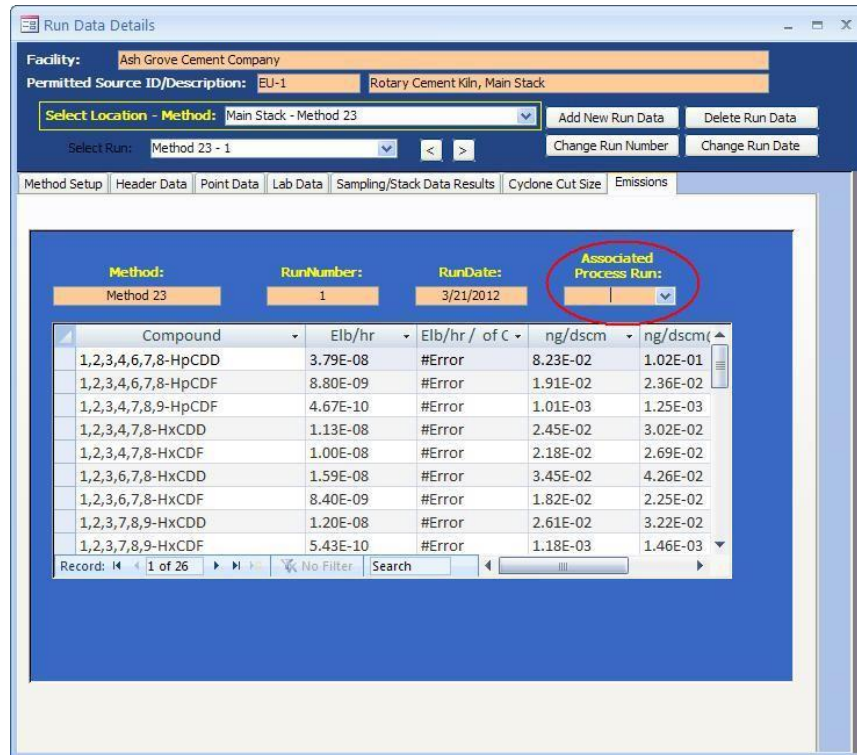 Run Data Details
Facility: Ash Grove Cement Company
Permitted Source ID/Description: EU-1 Rotary Cement Kiln, Main Stack
Select Location - Method: Main Stack - Method 23 Add New Run Data Delete Run Data
Select Run: Method 23 - 1 < > Change Run Number Change Run Date
Method Setup Header Data Point Data Lab Data Sampling/Stack Data Results Cyclone Cut Size Emissions
Method: RunNumber: RunDate: Associated Process Run:
Method 23 1 3/21/2012
Compound Elb/hr Elb/hr / of C ng/dscm ng/dscm(
1,2,3,4,6,7,8-HpCDD 3.79E-08 #Error 8.23E-02 1.02E-01
1,2,3,4,6,7,8-HpCDF 8.80E-09 #Error 1.91E-02 2.36E-02
1,2,3,4,7,8,9-HpCDF 4.67E-10 #Error 1.01E-03 1.25E-03
1,2,3,4,7,8-HxCDD 1.13E-08 #Error 2.45E-02 3.02E-02
1,2,3,4,7,8-HxCDF 1.00E-08 #Error 2.18E-02 2.69E-02
1,2,3,6,7,8-HxCDD 1.59E-08 #Error 3.45E-02 4.26E-02
1,2,3,6,7,8-HxCDF 8.40E-09 #Error 1.82E-02 2.25E-02
1,2,3,7,8,9-HxCDD 1.20E-08 #Error 2.61E-02 3.22E-02
1,2,3,7,8,9-HxCDF 5.43E-10 #Error 1.18E-03 1.46E-03
Record: 1 of 26 No Filter Search